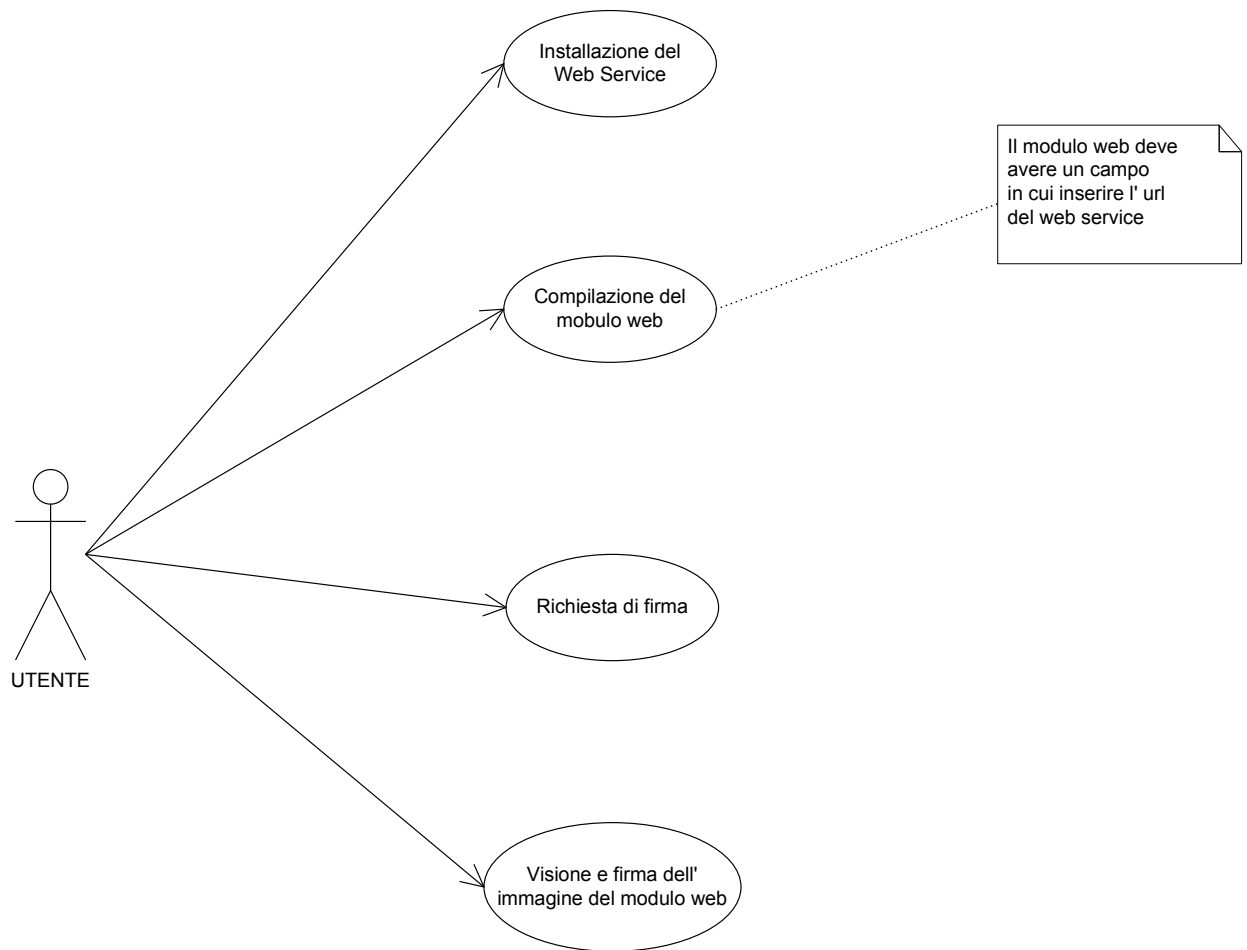 Installazione del
Web Service
Il modulo web deve
avere un campo
in cui inserire l' url
del web service
Compilazione del
mobulo web
Richiesta di firma
UTENTE
Visione e firma dell'
immagine del modulo web